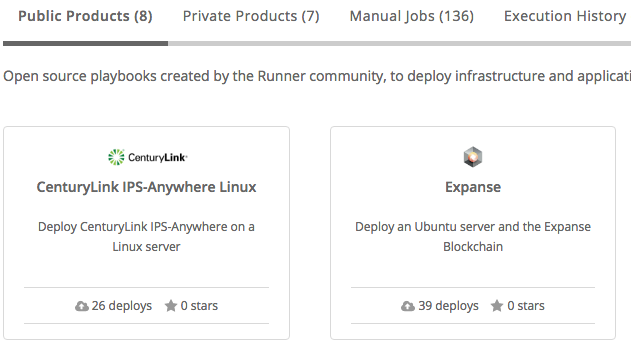 Public Products (8) Private Products (7) Manual Jobs (136) Execution History
Open source playbooks created by the Runner community, to deploy infrastructure and applicati
CenturyLink®
CenturyLink IPS-Anywhere Linux
Deploy CenturyLink IPS-Anywhere on a
Linux server
26 deploys 0 stars
Expanse
Deploy an Ubuntu server and the Expanse
Blockchain
39 deploys 0 stars